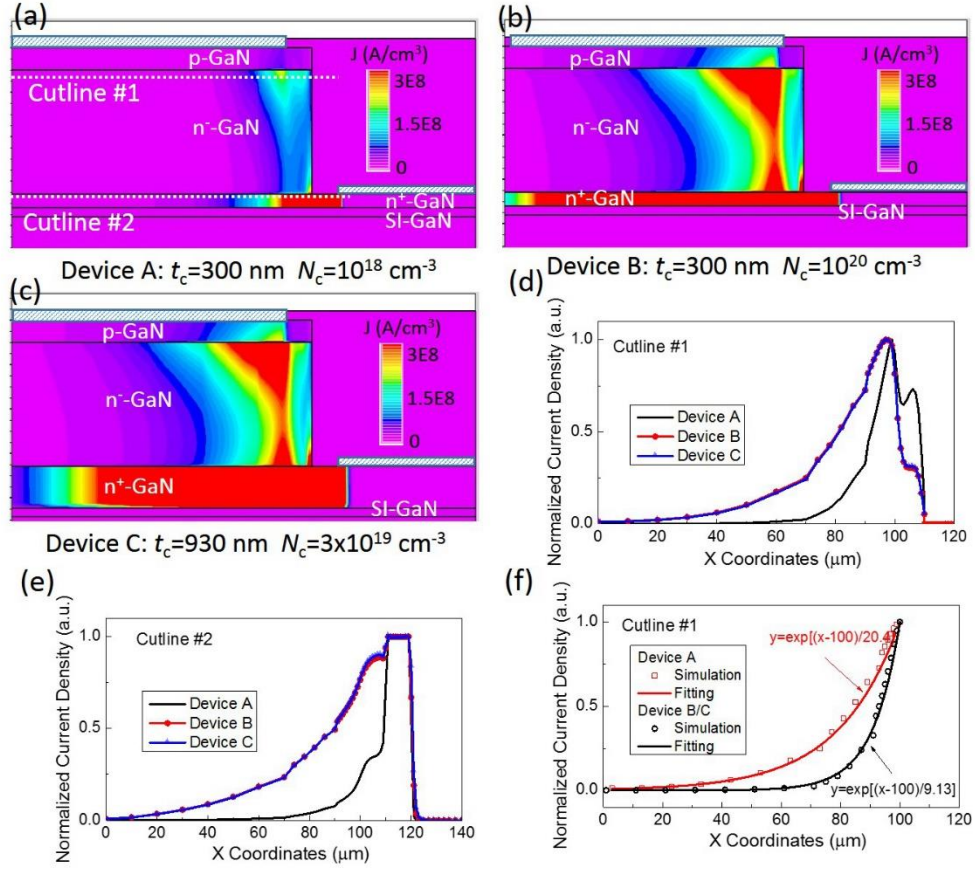 (a)
p-GaN
J (A/cm³)
3E8
1.5E8
0
Cutline #1
n⁻-GaN
n⁺-GaN
SI-GaN
Cutline #2
Device A: tc=300 nm Nc=10¹⁸ cm⁻³
(b)
p-GaN
J (A/cm³)
3E8
1.5E8
0
n⁻-GaN
n⁺-GaN
SI-GaN
Device B: tc=300 nm Nc=10²⁰ cm⁻³
(c)
p-GaN
J (A/cm³)
3E8
1.5E8
0
n⁻-GaN
n⁺-GaN
SI-GaN
Device C: tc=930 nm Nc=3x10¹⁹ cm⁻³
(d)
Normalized Current Density (a.u.)
1.0
0.5
0.0
Cutline #1
Device A
Device B
Device C
0 20 40 60 80 100 120
X Coordinates (μm)
(e)
Normalized Current Density (a.u.)
1.0
0.5
0.0
Cutline #2
Device A
Device B
Device C
0 20 40 60 80 100 120 140
X Coordinates (μm)
(f)
Normalized Current Density (a.u.)
1.0
0.5
0.0
Cutline #1
y=exp[(x-100)/20.4]
Device A
Simulation
Fitting
Device B/C
Simulation
Fitting
y=exp[(x-100)/9.13]
0 20 40 60 80 100 120
X Coordinates (μm)